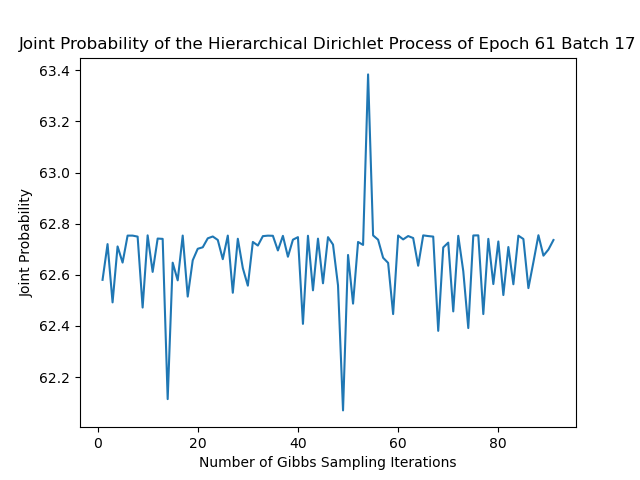 Joint Probability of the Hierarchical Dirichlet Process of Epoch 61 Batch 17
63.4
63.2
63.0
62.8
62.6
62.4
62.2
Joint Probability
0 20 40 60 80
Number of Gibbs Sampling Iterations